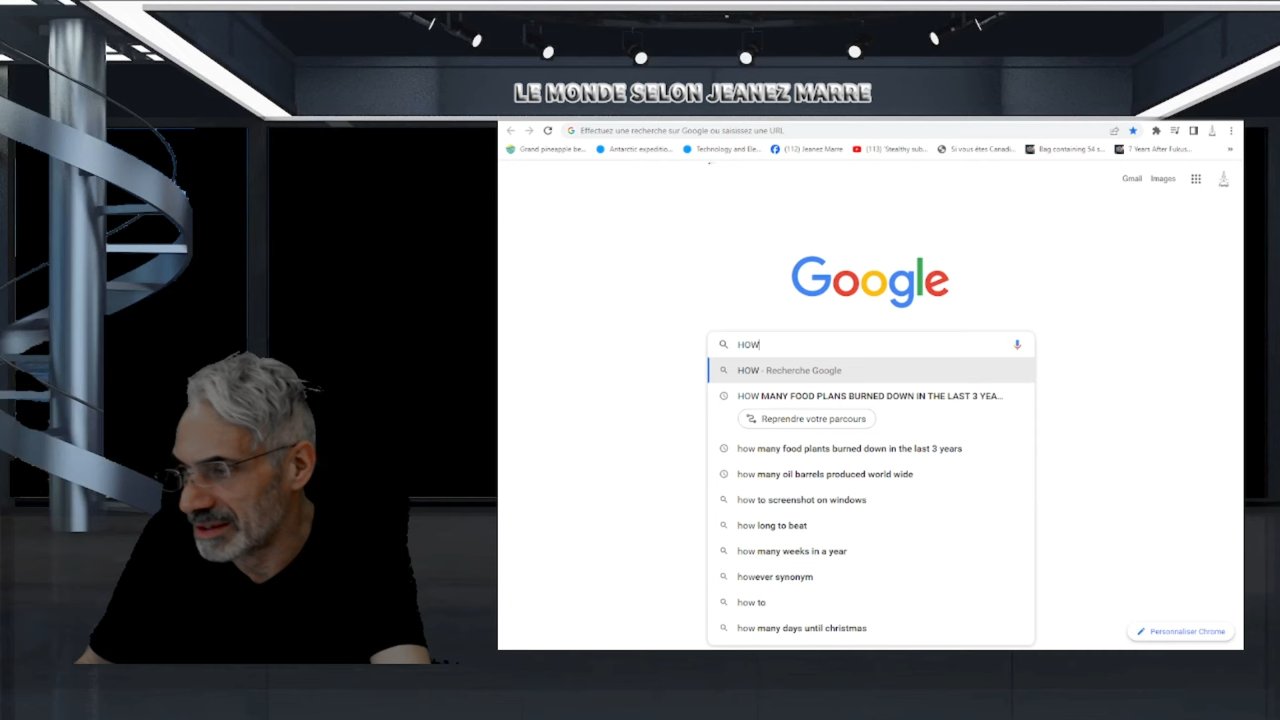 LE MONDE SELON JEANEZ MARRE
Effectuez une recherche sur Google ou saisissez une URL
Grand pineapple be... Antarctic expeditio... Technology and Ele... (112) Jeanez Marre (113) 'Stealthy sub... Si vous êtes Canadi... Bag containing 54 s... 7 Years After Fukus... »
Gmail Images
Google
HOW
HOW - Recherche Google
HOW MANY FOOD PLANS BURNED DOWN IN THE LAST 3 YEA...
Reprendre votre parcours
how many food plants burned down in the last 3 years
how many oil barrels produced world wide
how to screenshot on windows
how long to beat
how many weeks in a year
however synonym
how to
how many days until christmas
Personnaliser Chrome